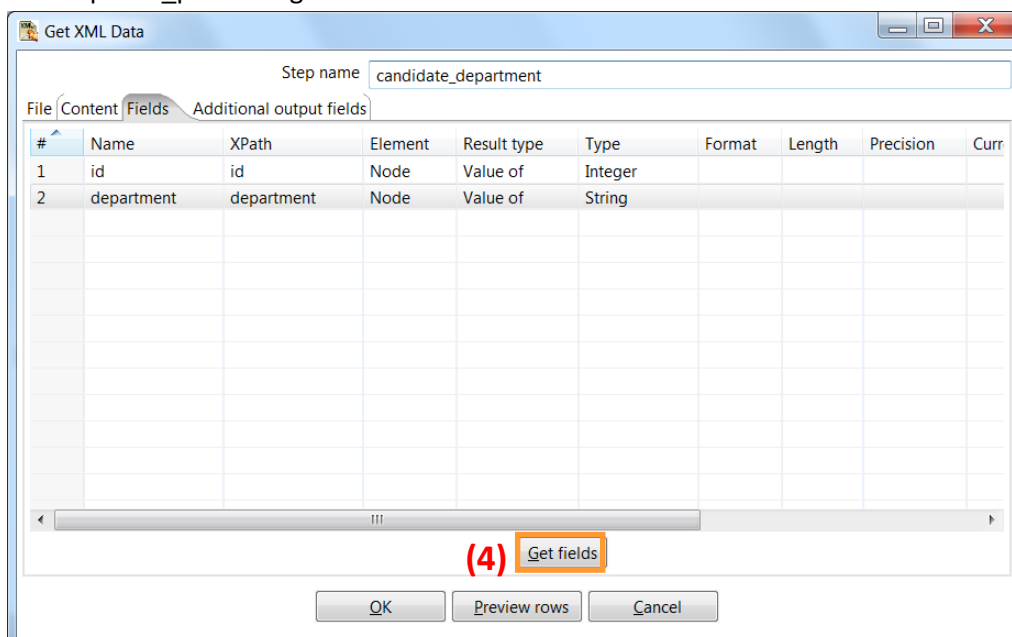 Get XML Data
Step name candidate_department
File Content Fields Additional output fields
# Name XPath Element Result type Type Format Length Precision Curr
1 id id Node Value of Integer
2 department department Node Value of String
(4) Get fields
OK Preview rows Cancel